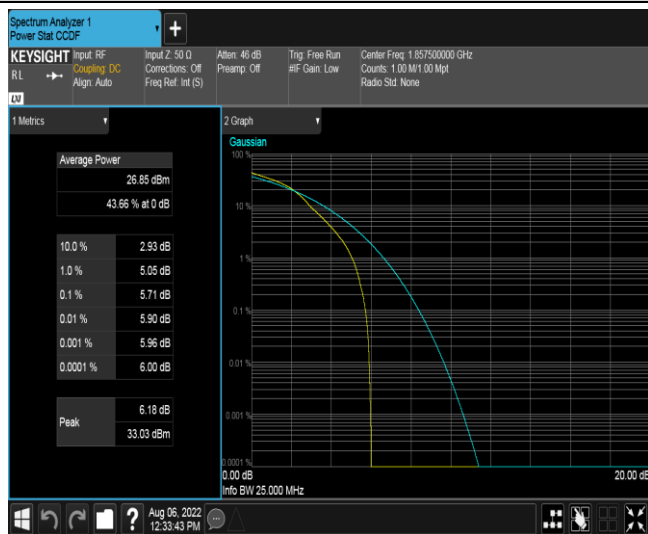 Spectrum Analyzer 1
Power Stat CCDF
+
KEYSIGHT
RL
LXI
Input: RF
Coupling: DC
Align: Auto
Input Z: 50 Ω
Corrections: Off
Freq Ref: Int (S)
Atten: 46 dB
Preamp: Off
Trig: Free Run
#IF Gain: Low
Center Freq: 1.857500000 GHz
Counts: 1.00 M/1.00 Mpt
Radio Std: None
1 Metrics
Average Power
26.85 dBm
43.66 % at 0 dB
10.0 % 2.93 dB
1.0 % 5.05 dB
0.1 % 5.71 dB
0.01 % 5.90 dB
0.001 % 5.96 dB
0.0001 % 6.00 dB
Peak
6.18 dB
33.03 dBm
2 Graph
Gaussian
100 %
10 %
1 %
0.1 %
0.01 %
0.001 %
0.0001 %
0.00 dB 20.00 dB
Info BW 25.000 MHz
?
Aug 06, 2022
12:33:43 PM